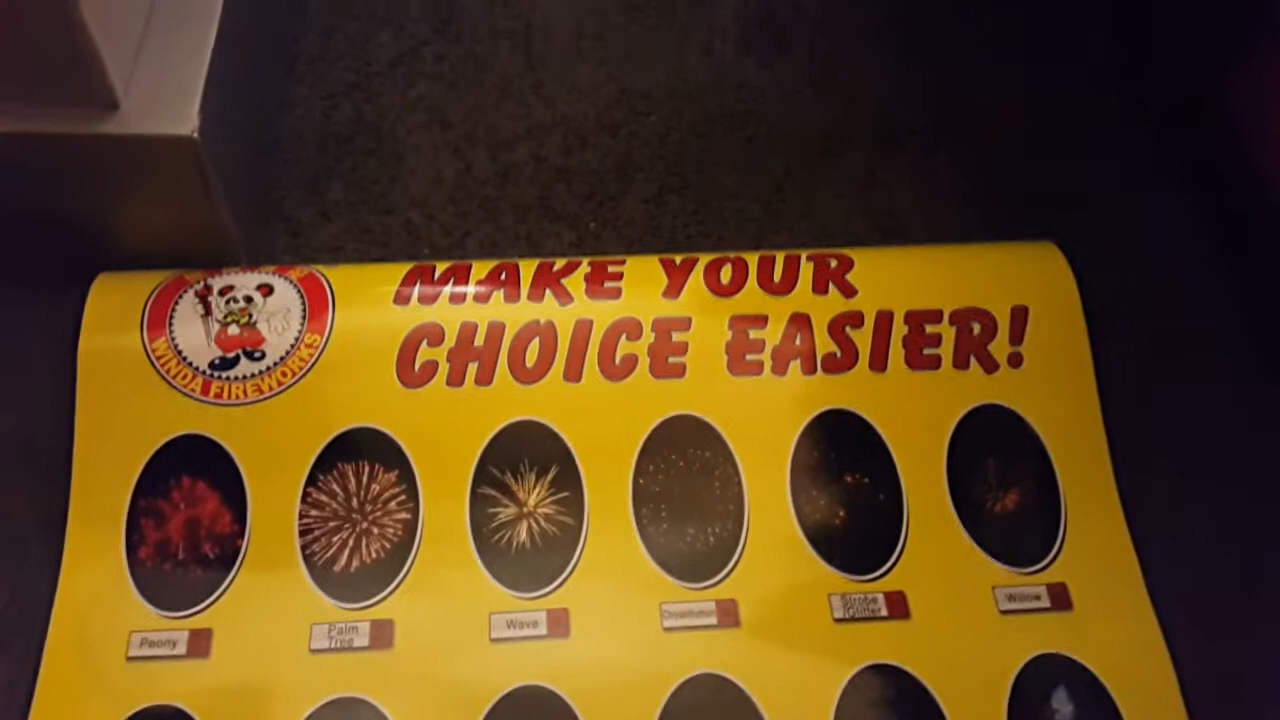 MAKE YOUR
CHOICE EASIER!
WINDA FIREWORKS
Peony
Palm
Tree
Wave
Strobe
/Glitter
Willow